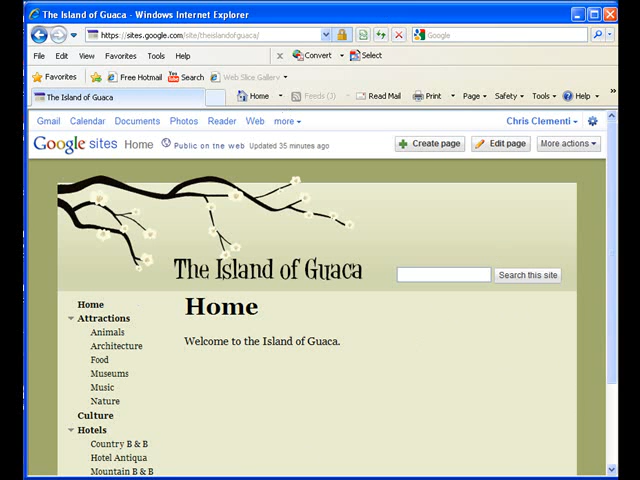 The Island of Guaca - Windows Internet Explorer
https://sites.google.com/site/theislandofguaca/
Google
File Edit View Favorites Tools Help x Convert Select
Favorites Free Hotmail You Tube Search Web Slice Gallery
The Island of Guaca Home Feeds (3) Read Mail Print Page Safety Tools Help »
Gmail Calendar Documents Photos Reader Web more Chris Clementi
Google sites Home Public on the web Updated 35 minutes ago Create page Edit page More actions
The Island of Guaca
Search this site
Home
Attractions
Animals
Architecture
Food
Museums
Music
Nature
Culture
Hotels
Country B & B
Hotel Antiqua
Mountain B & B
Home
Welcome to the Island of Guaca.